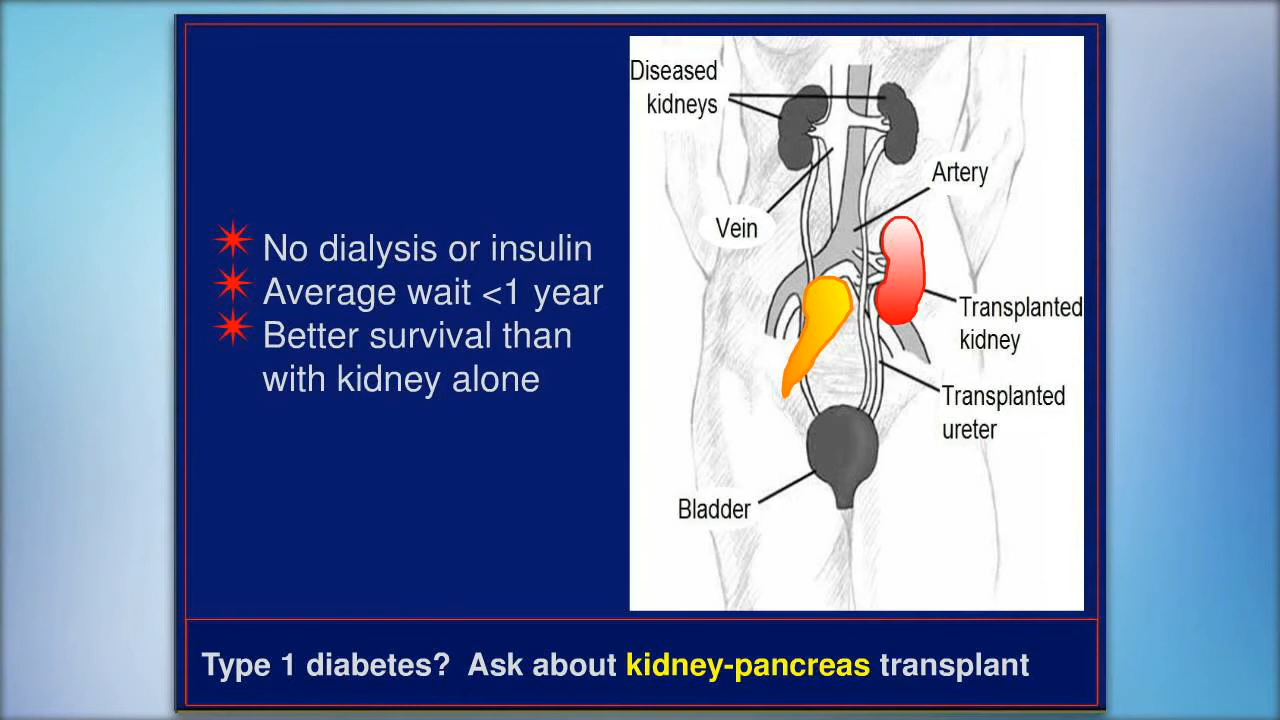 No dialysis or insulin
Average wait <1 year
Better survival than
with kidney alone
Diseased
kidneys
Artery
Vein
Transplanted
kidney
Transplanted
ureter
Bladder
Type 1 diabetes? Ask about kidney-pancreas transplant